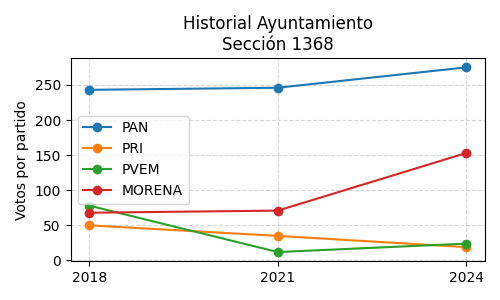 Historial Ayuntamiento
Sección 1368
Votos por partido
250
200
150
100
50
0
PAN
PRI
PVEM
MORENA
2018
2021
2024